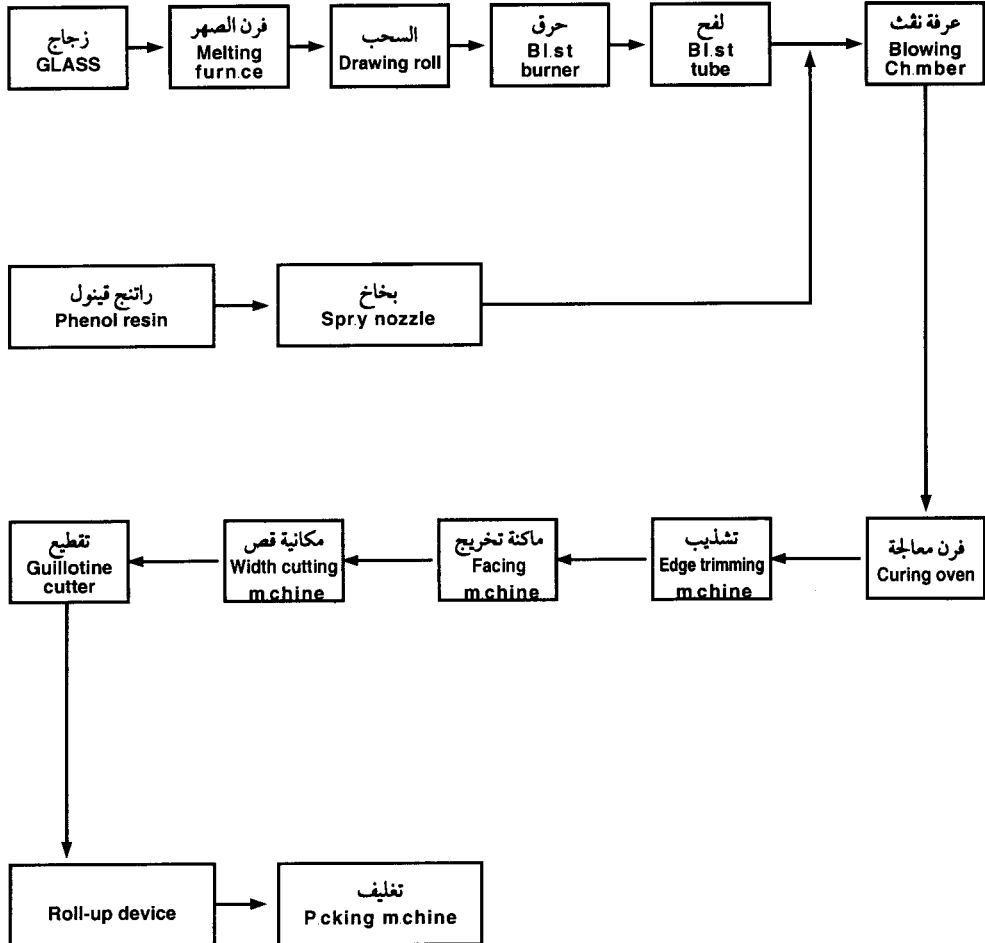 زجاج
GLASS
فرن الصهر
Melting
furn.ce
السحب
Drawing roll
حرق
Bl.st
burner
لفح
Bl.st
tube
عرفة نفث
Blowing
Ch.mber
راتنج قينول
Phenol resin
بخاخ
Spr.y nozzle
فرن معالجة
Curing oven
تشذيب
Edge trimming
m.chine
ماكنة تخريج
Facing
m.chine
مكانية قص
Width cutting
m.chine
تقطيع
Guillotine
cutter
Roll-up device
تغليف
P.cking m.chine